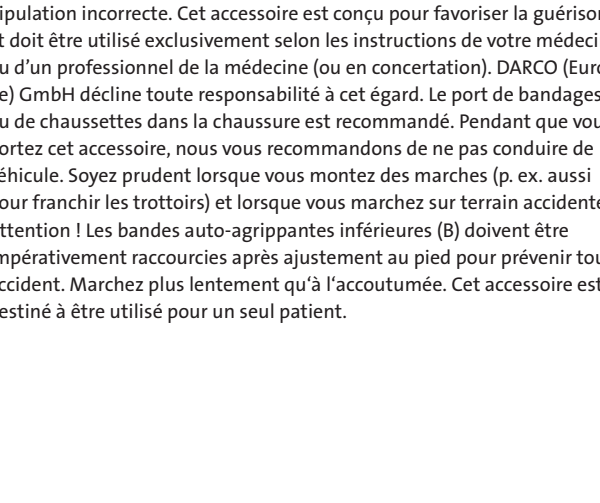 ipulation incorrecte. Cet accessoire est conçu pour favoriser la guérison
t doit être utilisé exclusivement selon les instructions de votre médeci
u d’un professionnel de la médecine (ou en concertation). DARCO (Euro
e) GmbH décline toute responsabilité à cet égard. Le port de bandages
u de chaussettes dans la chaussure est recommandé. Pendant que vou
ortez cet accessoire, nous vous recommandons de ne pas conduire de
éhicule. Soyez prudent lorsque vous montez des marches (p. ex. aussi
our franchir les trottoirs) et lorsque vous marchez sur terrain accidenté
ttention ! Les bandes auto-agrippantes inférieures (B) doivent être
mpérativement raccourcies après ajustement au pied pour prévenir tou
ccident. Marchez plus lentement qu‘à l‘accoutumée. Cet accessoire est
estiné à être utilisé pour un seul patient.